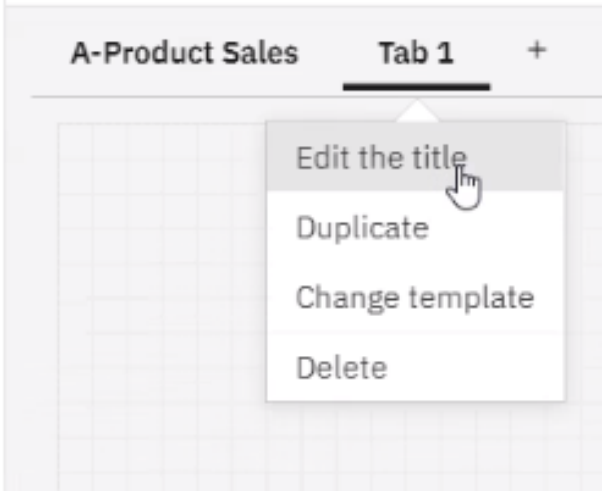 A-Product Sales Tab 1 +
Edit the title
Duplicate
Change template
Delete